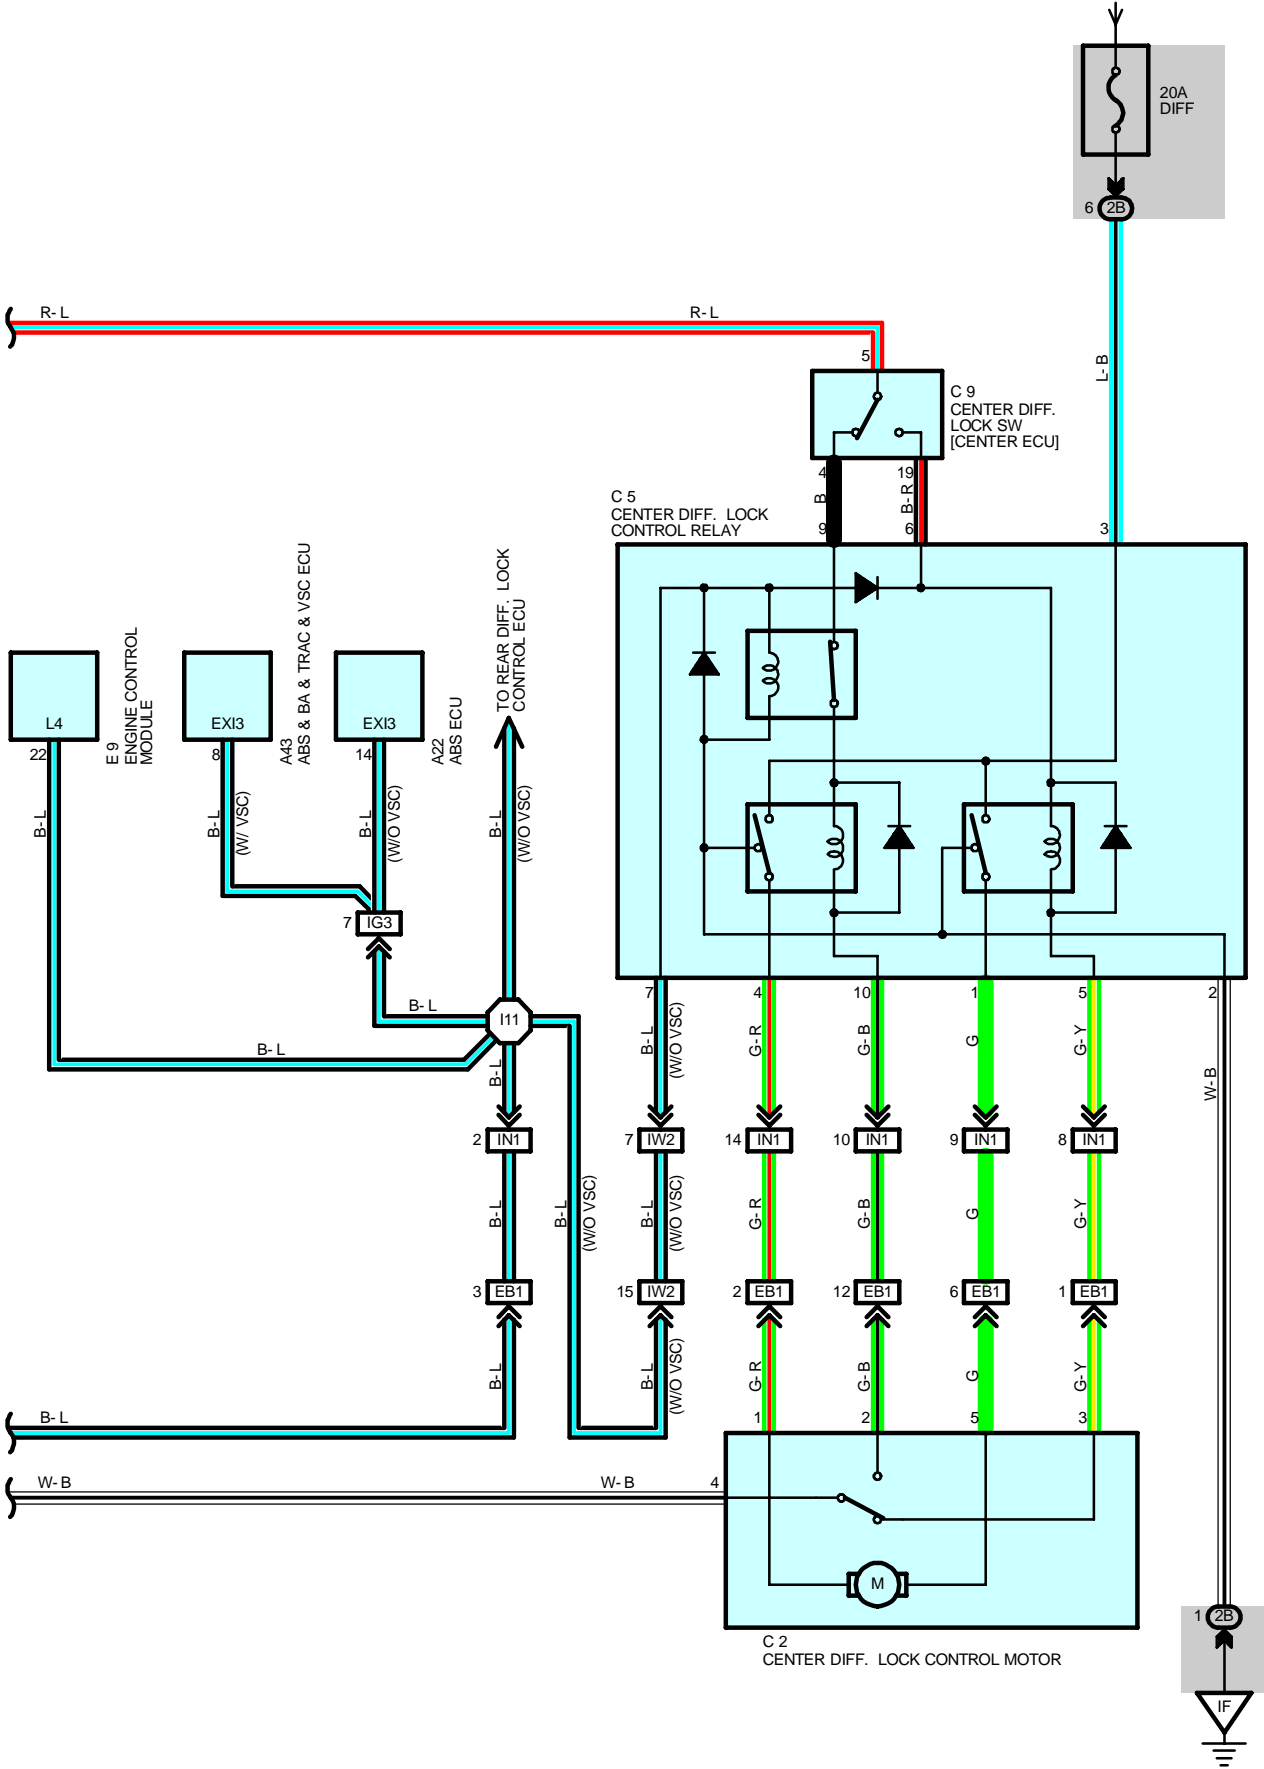 20A
DIFF
6 2B
R-L
R-L
5
L-B
C 9
CENTER DIFF.
LOCK SW
[CENTER ECU]
4
19
B
B-R
C 5
CENTER DIFF. LOCK
CONTROL RELAY
9
6
3
L4
22
E 9
ENGINE CONTROL
MODULE
EXI3
8
A43
ABS & BA & TRAC & VSC ECU
EXI3
14
A22
ABS ECU
TO REAR DIFF. LOCK
CONTROL ECU
B-L
B-L
(W/ VSC)
B-L
(W/O VSC)
B-L
(W/O VSC)
7 IG3
B-L
I11
B-L
B-L
7
4
10
1
5
2
B-L
(W/O VSC)
G-R
G-B
G
G-Y
W-B
2 IN1
7 IW2
14 IN1
10 IN1
9 IN1
8 IN1
B-L
B-L
(W/O VSC)
B-L
(W/O VSC)
G-R
G-B
G
G-Y
3 EB1
15 IW2
2 EB1
12 EB1
6 EB1
1 EB1
B-L
B-L
(W/O VSC)
G-R
G-B
G
G-Y
B-L
1
2
5
3
W-B
W-B
4
M
C 2
CENTER DIFF. LOCK CONTROL MOTOR
1 2B
IF